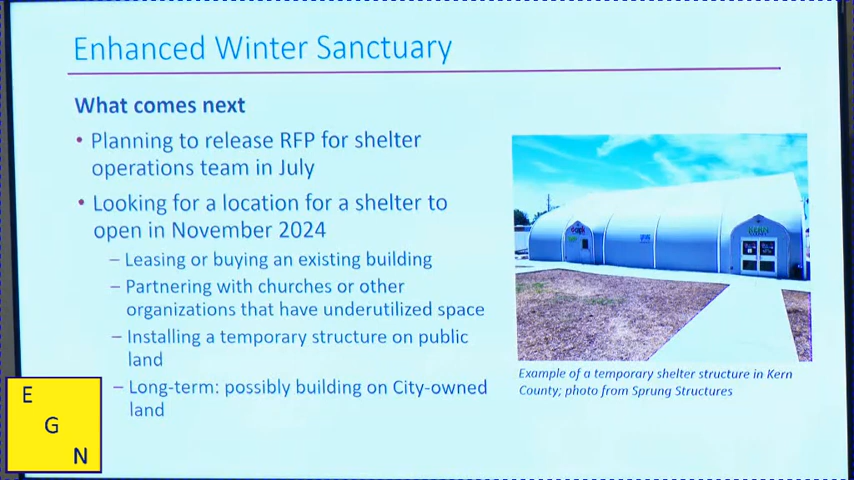 Enhanced Winter Sanctuary
What comes next
• Planning to release RFP for shelter
operations team in July
• Looking for a location for a shelter to
open in November 2024
– Leasing or buying an existing building
– Partnering with churches or other
organizations that have underutilized space
– Installing a temporary structure on public
land
– Long-term: possibly building on City-owned
land
Example of a temporary shelter structure in Kern
County; photo from Sprung Structures
E
G
N